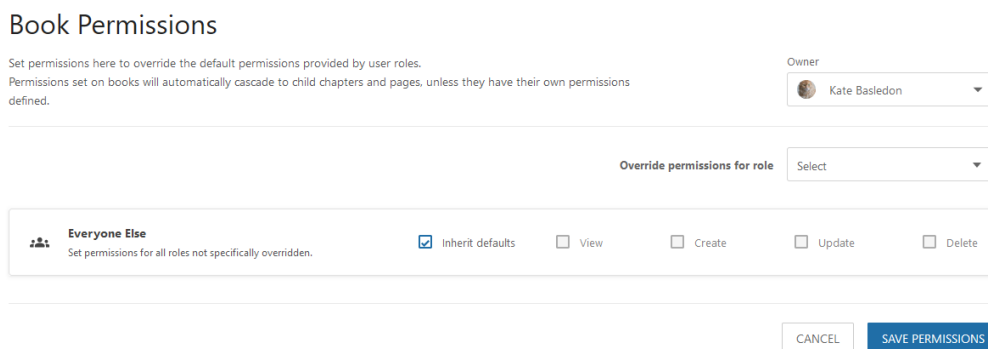 Book Permissions
Set permissions here to override the default permissions provided by user roles.
Permissions set on books will automatically cascade to child chapters and pages, unless they have their own permissions
defined.
Owner
Kate Basledon
Override permissions for role
Select
Everyone Else
Set permissions for all roles not specifically overridden.
Inherit defaults
View
Create
Update
Delete
CANCEL
SAVE PERMISSIONS